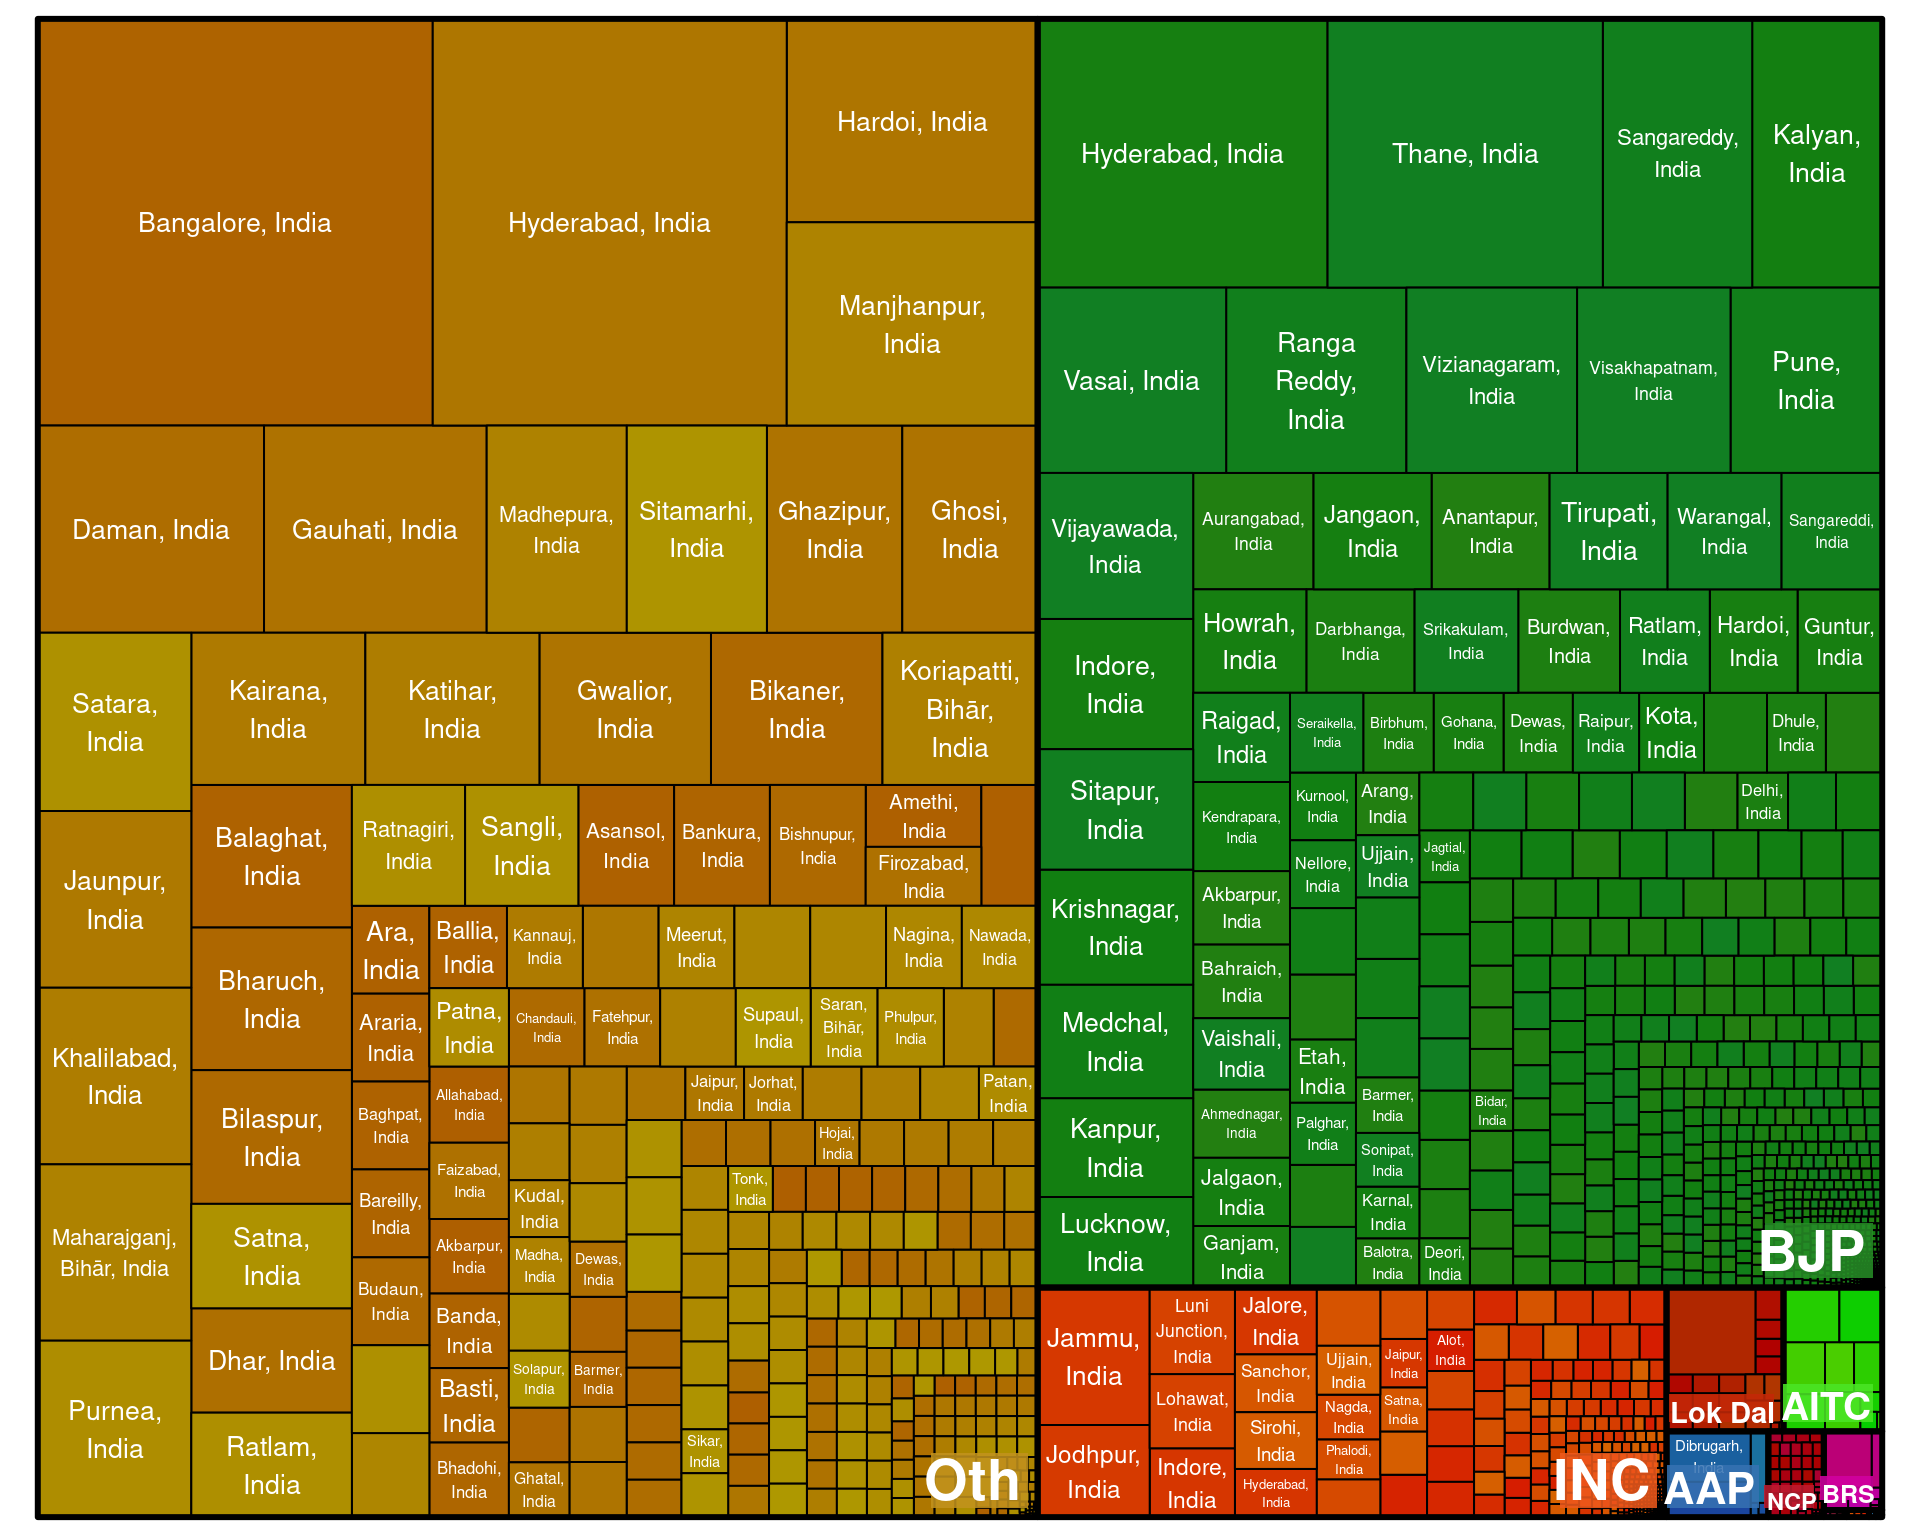 Bangalore, India
Hyderabad, India
Hardoi, India
Manjhanpur,
India
Daman, India
Gauhati, India
Madhepura,
India
Sitamarhi,
India
Ghazipur,
India
Ghosi,
India
Satara,
India
Kairana,
India
Katihar,
India
Gwalior,
India
Bikaner,
India
Koriapatti,
Bihār,
India
Jaunpur,
India
Khalilabad,
India
Maharajganj,
Bihār, India
Purnea,
India
Balaghat,
India
Bharuch,
India
Bilaspur,
India
Satna,
India
Dhar, India
Ratlam,
India
Ratnagiri,
India
Sangli,
India
Asansol,
India
Bankura,
India
Bishnupur,
India
Amethi,
India
Firozabad,
India
Ara,
India
Ballia,
India
Kannauj,
India
Meerut,
India
Nagina,
India
Nawada,
India
Araria,
India
Patna,
India
Chandauli,
India
Fatehpur,
India
Supaul,
India
Saran,
Bihār,
India
Phulpur,
India
Baghpat,
India
Allahabad,
India
Jaipur,
India
Jorhat,
India
Patan,
India
Hojai,
India
Bareilly,
India
Faizabad,
India
Kudal,
India
Tonk,
India
Budaun,
India
Akbarpur,
India
Madha,
India
Dewas,
India
Banda,
India
Solapur,
India
Barmer,
India
Basti,
India
Bhadohi,
India
Ghatal,
India
Sikar,
India
Oth
Hyderabad, India
Thane, India
Sangareddy,
India
Kalyan,
India
Vasai, India
Ranga
Reddy,
India
Vizianagaram,
India
Visakhapatnam,
India
Pune,
India
Vijayawada,
India
Aurangabad,
India
Jangaon,
India
Anantapur,
India
Tirupati,
India
Warangal,
India
Sangareddi,
India
Howrah,
India
Darbhanga,
India
Srikakulam,
India
Burdwan,
India
Ratlam,
India
Hardoi,
India
Guntur,
India
Indore,
India
Raigad,
India
Seraikella,
India
Birbhum,
India
Gohana,
India
Dewas,
India
Raipur,
India
Kota,
India
Dhule,
India
Sitapur,
India
Kendrapara,
India
Kurnool,
India
Arang,
India
Delhi,
India
Krishnagar,
India
Akbarpur,
India
Nellore,
India
Ujjain,
India
Jagtial,
India
Medchal,
India
Bahraich,
India
Vaishali,
India
Etah,
India
Kanpur,
India
Ahmednagar,
India
Palghar,
India
Barmer,
India
Bidar,
India
Sonipat,
India
Jalgaon,
India
Karnal,
India
Lucknow,
India
Ganjam,
India
Balotra,
India
Deori,
India
BJP
Jammu,
India
Jodhpur,
India
Luni
Junction,
India
Lohawat,
India
Indore,
India
Jalore,
India
Sanchor,
India
Sirohi,
India
Hyderabad,
India
Ujjain,
India
Nagda,
India
Phalodi,
India
Jaipur,
India
Satna,
India
Alot,
India
INC
Lok Dal
AITC
Dibrugarh,
India
AAP
NCP
BRS